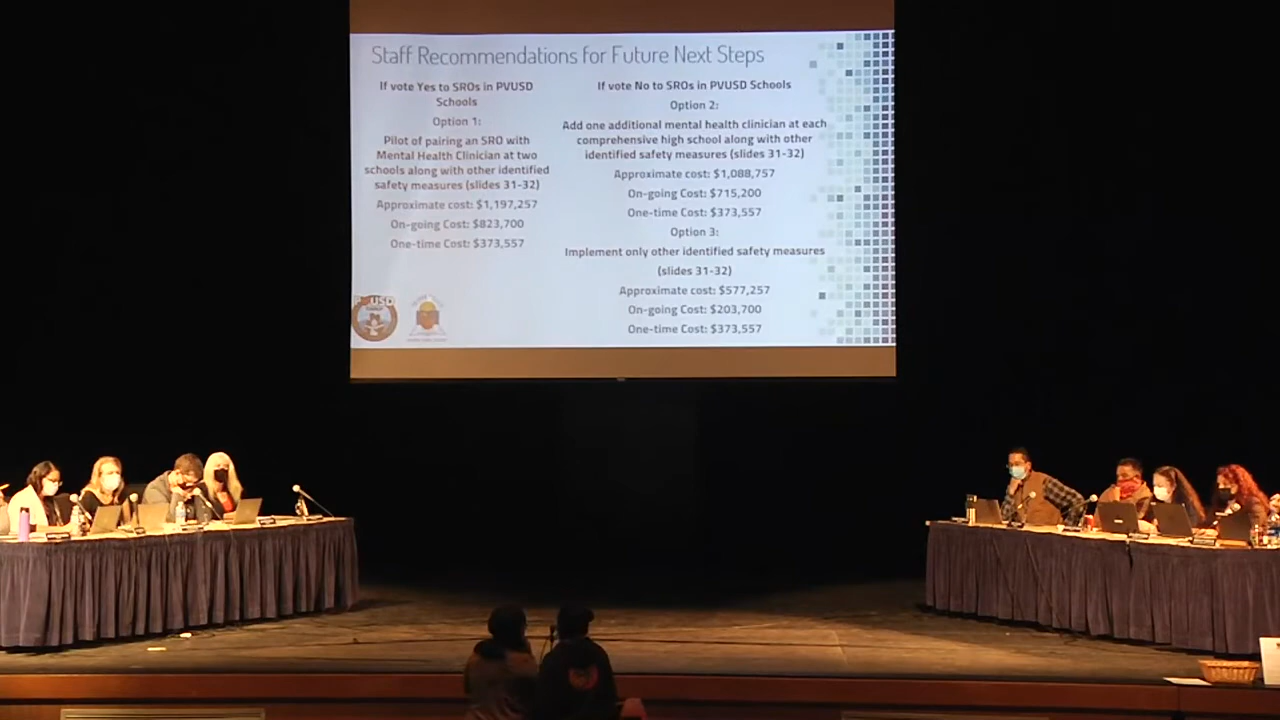 Staff Recommendations for Future Next Steps
If vote Yes to SROs in PVUSD
Schools
Option 1:
Pilot of pairing an SRO with
Mental Health Clinician at two
schools along with other identified
safety measures (slides 31-32)
Approximate cost: $1,197,257
On-going Cost: $823,700
One-time Cost: $373,557
If vote No to SROs in PVUSD Schools
Option 2:
Add one additional mental health clinician at each
comprehensive high school along with other
identified safety measures (slides 31-32)
Approximate cost: $1,088,757
On-going Cost: $715,200
One-time Cost: $373,557
Option 3:
Implement only other identified safety measures
(slides 31-32)
Approximate cost: $577,257
On-going Cost: $203,700
One-time Cost: $373,557